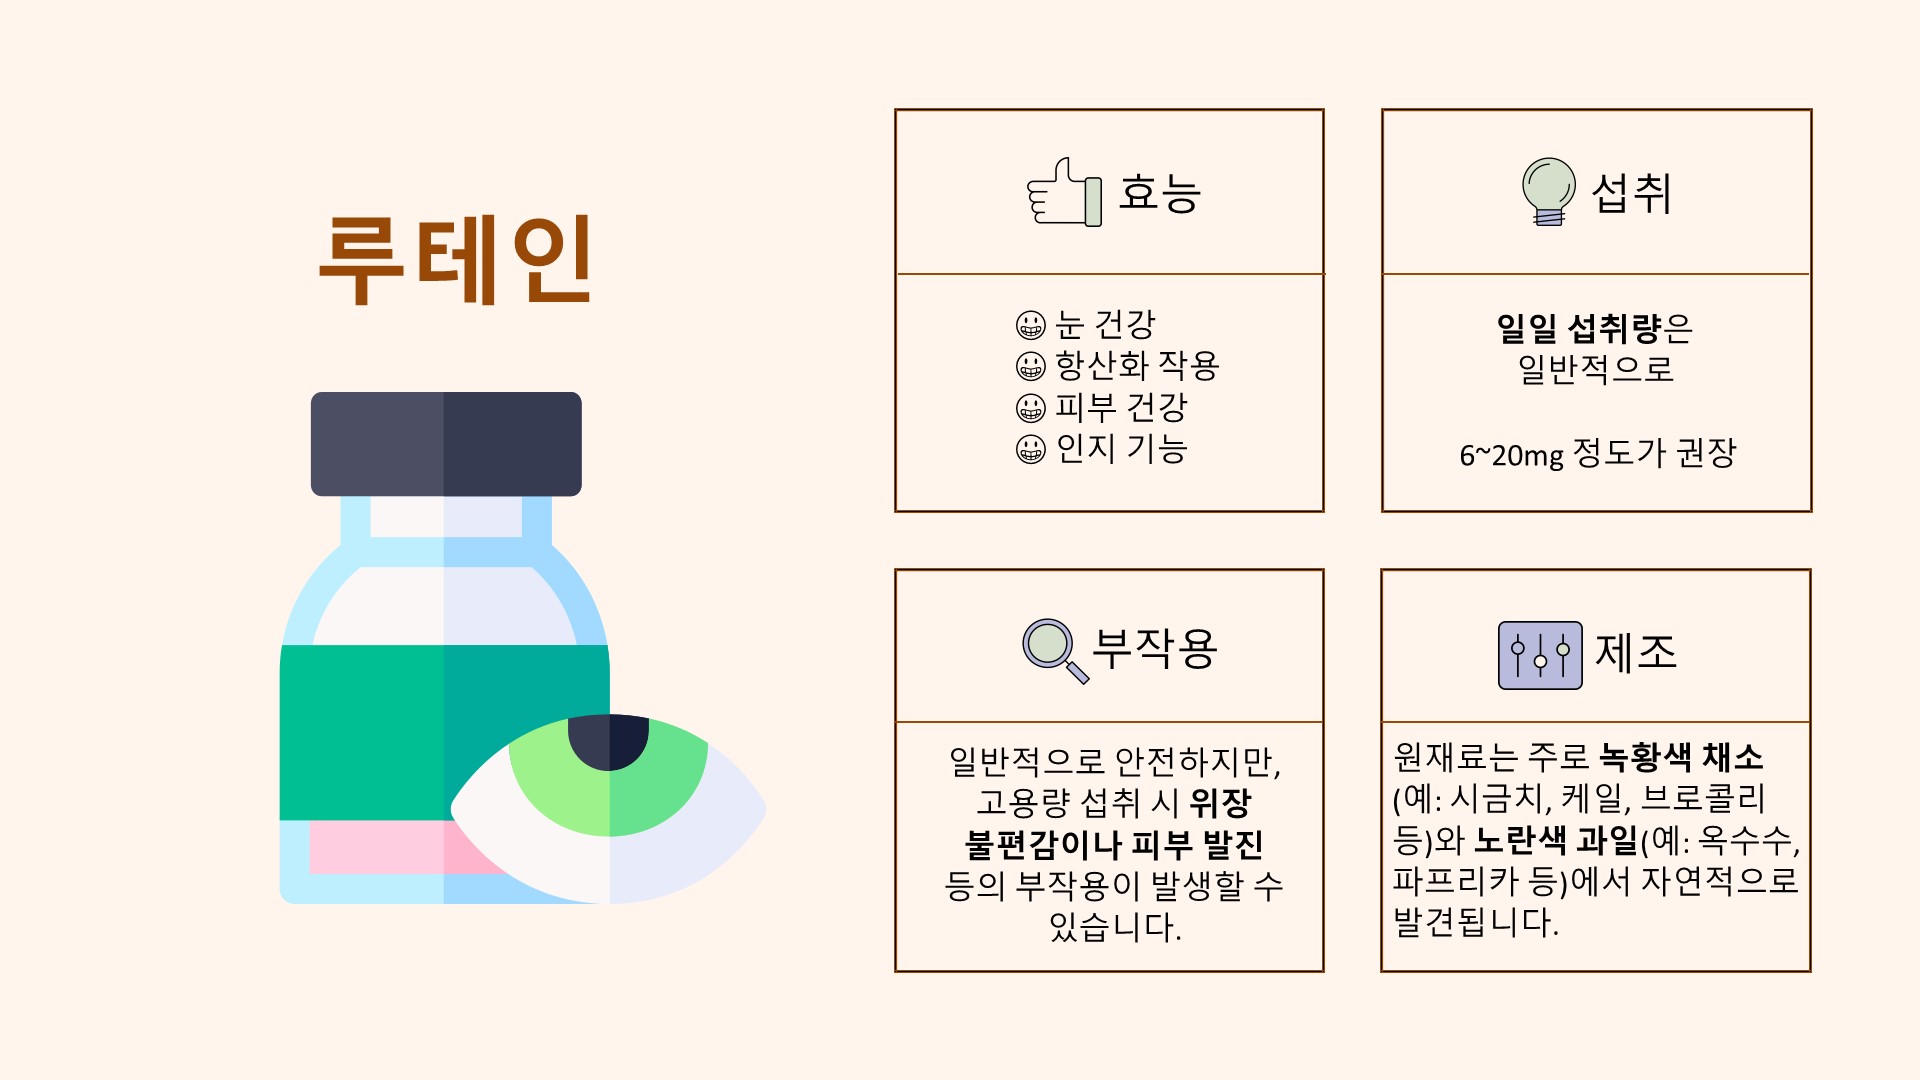 루테인
효능
눈 건강
항산화 작용
피부 건강
인지 기능
섭취
일일 섭취량은
일반적으로
6~20mg 정도가 권장
부작용
일반적으로 안전하지만,
고용량 섭취 시 위장
불편감이나 피부 발진
등의 부작용이 발생할 수
있습니다.
제조
원재료는 주로 녹황색 채소
(예: 시금치, 케일, 브로콜리
등)와 노란색 과일(예: 옥수수,
파프리카 등)에서 자연적으로
발견됩니다.